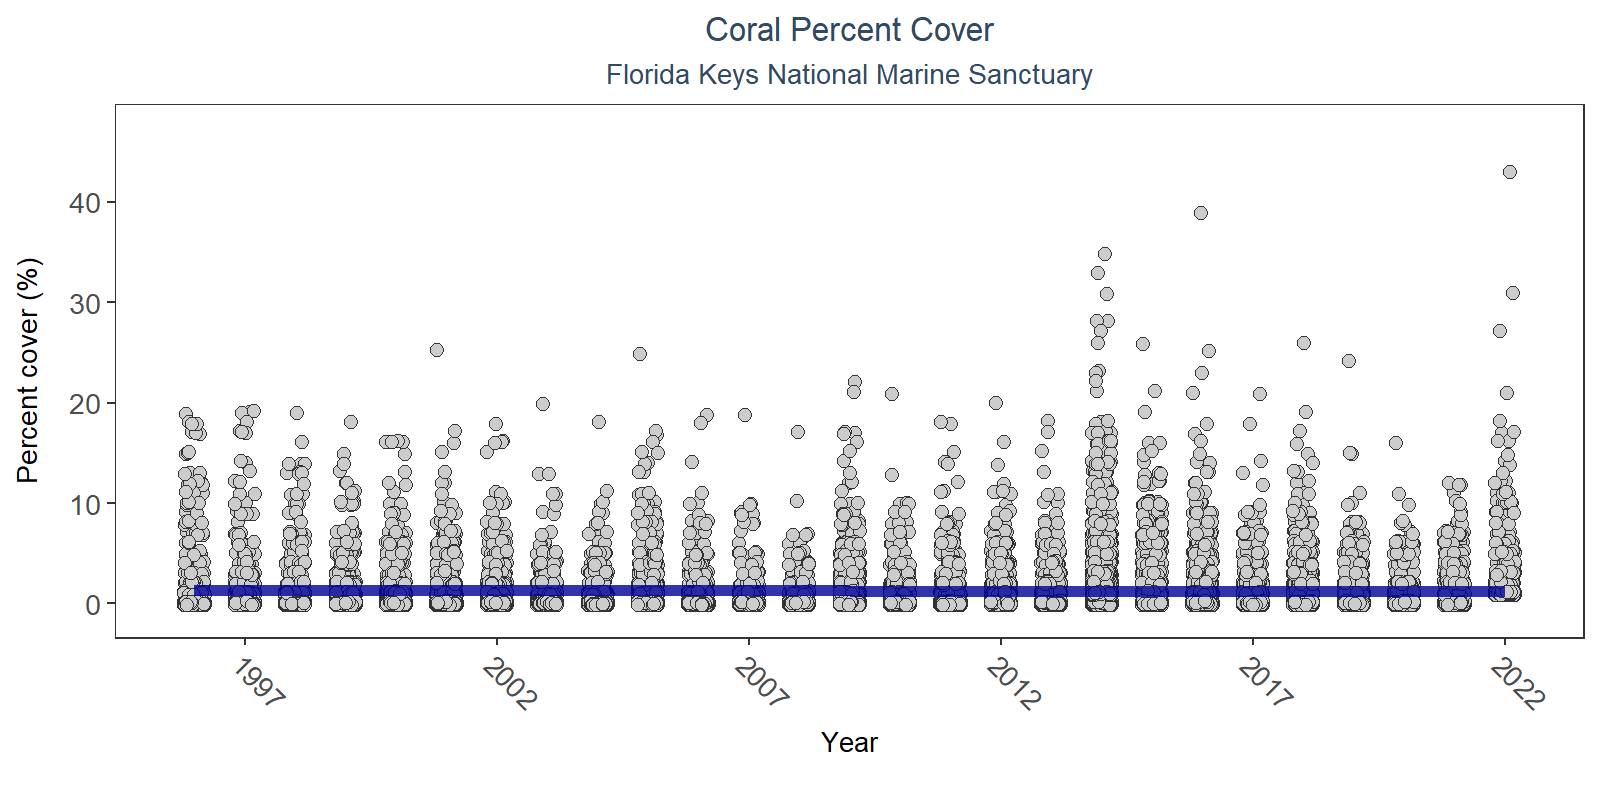 Coral Percent Cover
Florida Keys National Marine Sanctuary
Percent cover (%)
40
30
20
10
0
1997
2002
2007
2012
2017
2022
Year